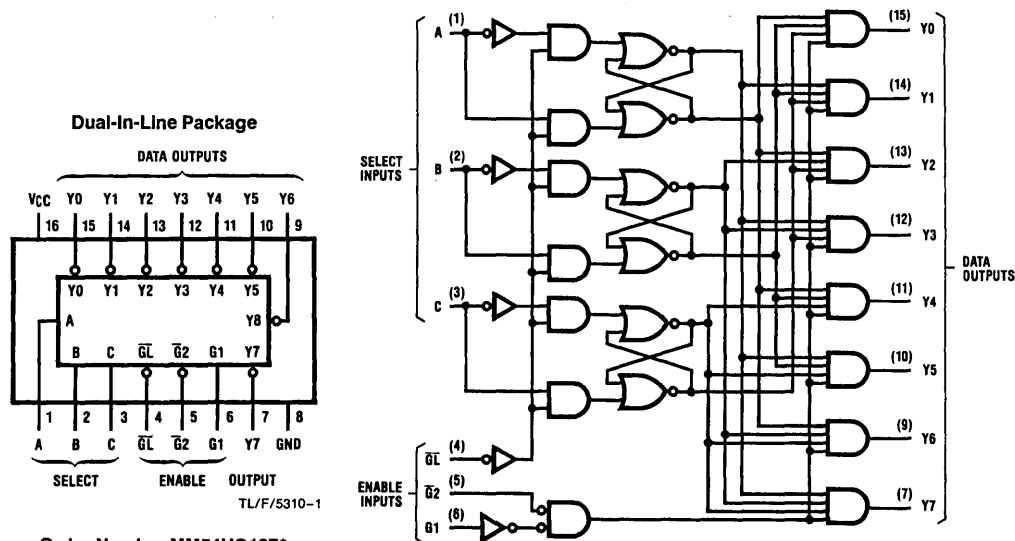 Dual-In-Line Package
DATA OUTPUTS
VCC Y0 Y1 Y2 Y3 Y4 Y5 Y6
16 15 14 13 12 11 10 9
Y0 Y1 Y2 Y3 Y4 Y5
A Y8
B C GL G2 G1 Y7
1 2 3 4 5 6 7 8
A B C GL G2 G1 Y7 GND
SELECT ENABLE OUTPUT
TL/F/5310-1
SELECT INPUTS
A (1)
B (2)
C (3)
ENABLE INPUTS
GL (4)
G2 (5)
G1 (6)
(15) Y0
(14) Y1
(13) Y2
(12) Y3
(11) Y4
(10) Y5
(9) Y6
(7) Y7
DATA OUTPUTS